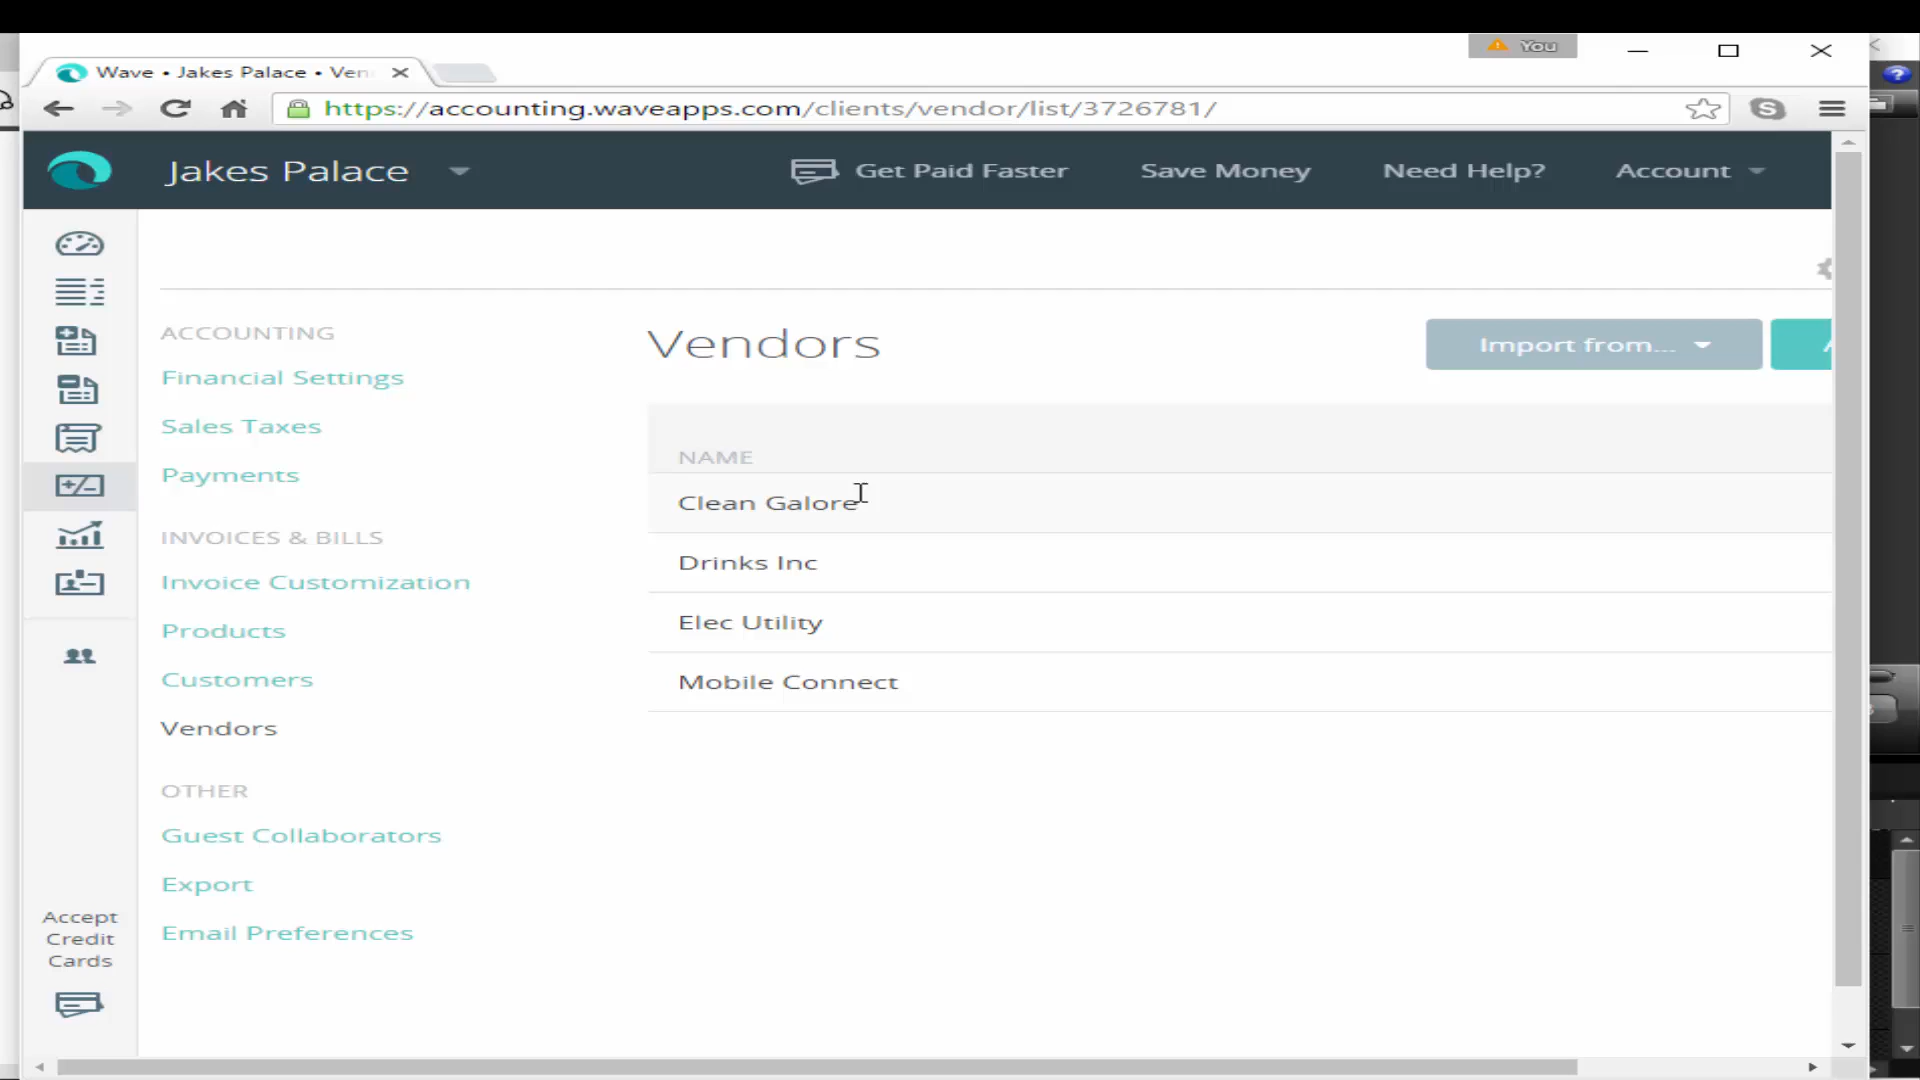 You
Wave • Jakes Palace • Ven
https://accounting.waveapps.com/clients/vendor/list/3726781/
Jakes Palace
Get Paid Faster
Save Money
Need Help?
Account
ACCOUNTING
Financial Settings
Sales Taxes
Payments
INVOICES & BILLS
Invoice Customization
Products
Customers
Vendors
OTHER
Guest Collaborators
Export
Email Preferences
Accept
Credit
Cards
Vendors
Import from...
NAME
Clean Galore
Drinks Inc
Elec Utility
Mobile Connect